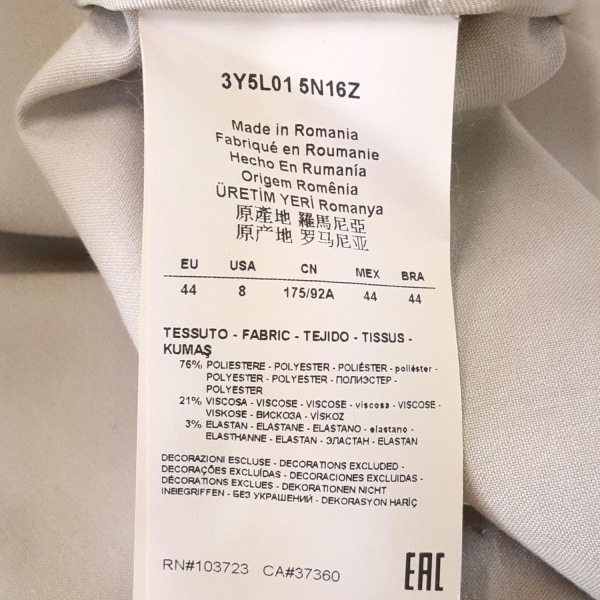 3Y5L01 5N16Z
Made in Romania
Fabriqué en Roumanie
Hecho En Rumanía
Origem Romênia
ÜRETİM YERİ Romanya
原產地 羅馬尼亞
原产地 罗马尼亚
EU USA CN MEX BRA
44 8 175/92A 44 44
TESSUTO - FABRIC - TEJIDO - TISSUS -
KUMAŞ
76% POLIESTERE - POLYESTER - POLIÉSTER - poliéster -
POLYESTER - POLYESTER - ПОЛИЭСТЕР -
POLYESTER
21% VISCOSA - VISCOSE - VISCOSE - viscosa - VISCOSE -
VISKOSE - ВИСКОЗА - VİSKOZ
3% ELASTAN - ELASTANE - ELASTANO - elastano -
ELASTHANNE - ELASTAN - ЭЛАСТАН - ELASTAN
DECORAZIONI ESCLUSE - DECORATIONS EXCLUDED -
DECORAÇÕES EXCLUÍDAS - DECORACIONES EXCLUIDAS -
DÉCORATIONS EXCLUES - DEKORATIONEN NICHT
INBEGRIFFEN - БЕЗ УКРАШЕНИЙ - DEKORASYON HARİÇ
RN#103723 CA#37360
EAC